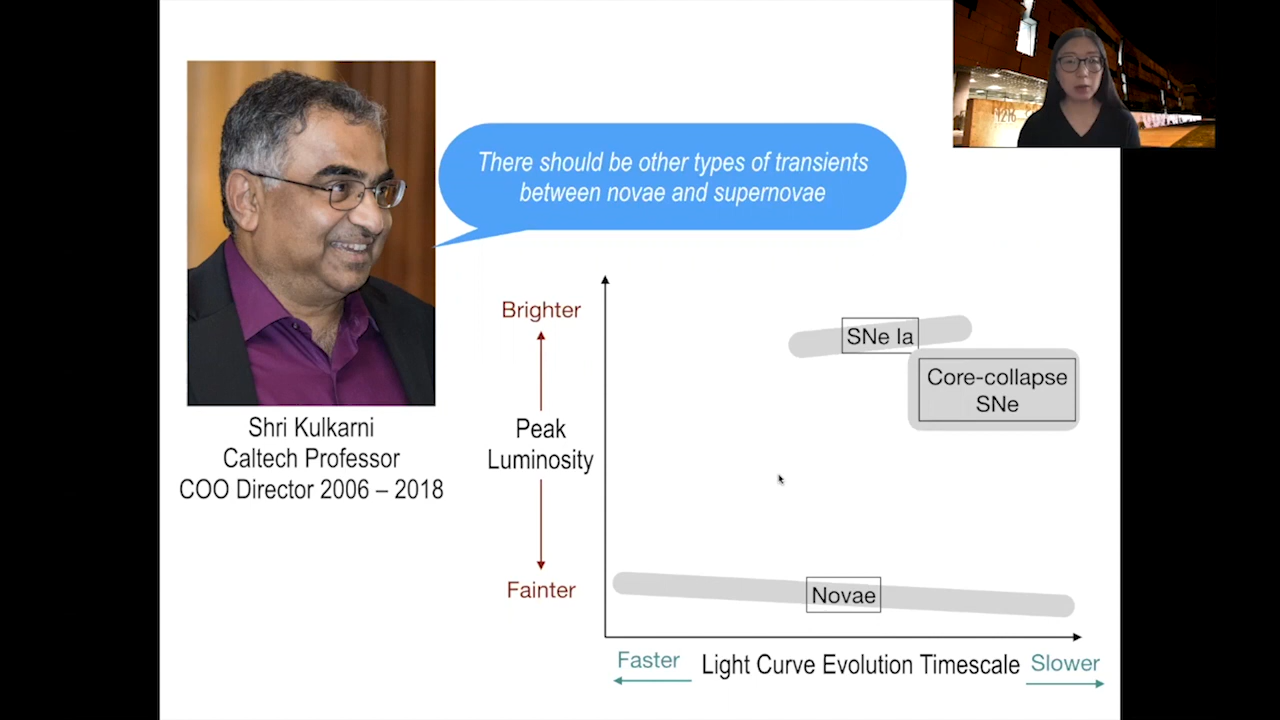 There should be other types of transients
between novae and supernovae
Shri Kulkarni
Caltech Professor
COO Director 2006 – 2018
Brighter
Peak
Luminosity
Fainter
SNe Ia
Core-collapse
SNe
Novae
Faster
Light Curve Evolution Timescale
Slower
1216